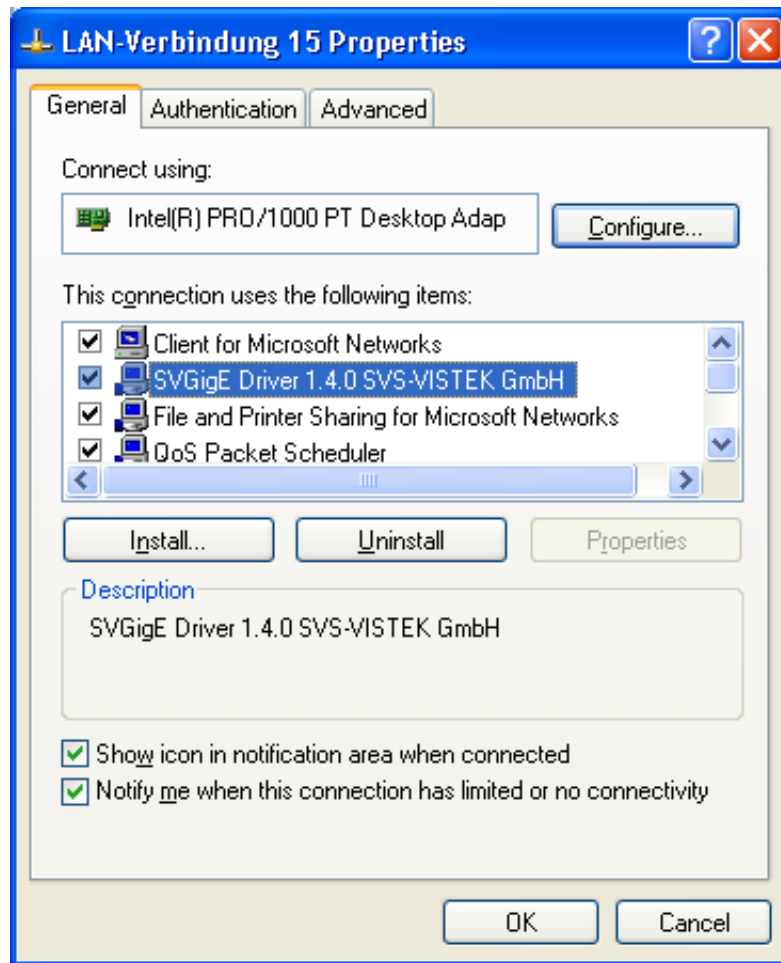 LAN-Verbindung 15 Properties
General
Authentication
Advanced
Connect using:
Intel(R) PRO/1000 PT Desktop Adap
Configure...
This connection uses the following items:
Client for Microsoft Networks
SVGigE Driver 1.4.0 SVS-VISTEK GmbH
File and Printer Sharing for Microsoft Networks
QoS Packet Scheduler
Install...
Uninstall
Properties
Description
SVGigE Driver 1.4.0 SVS-VISTEK GmbH
Show icon in notification area when connected
Notify me when this connection has limited or no connectivity
OK
Cancel